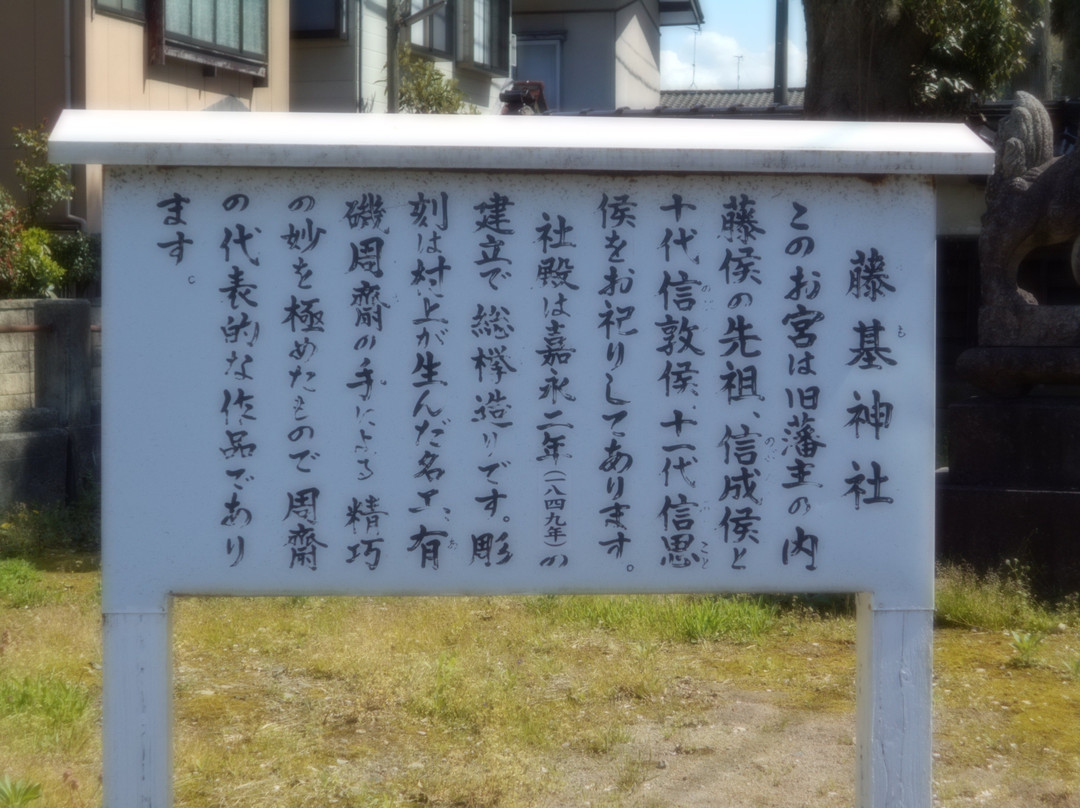 藤基神社
このお宮は旧藩主の内
藤侯の先祖、信成侯と
十代信敦侯、十一代信思
侯をお祀りしてあります。
社殿は嘉永二年(一八四九年)の
建立で総欅造りです。彫
刻は村上が生んだ名工、有
磯周齋の手による精巧
の妙を極めたもので周齋
の代表的な作品であり
ます。